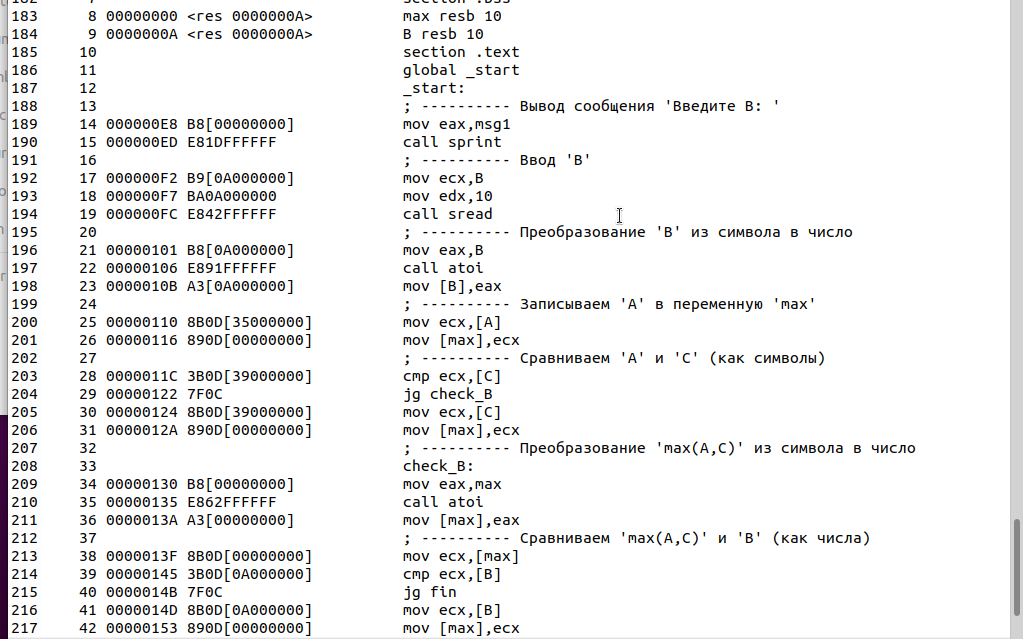 183 8 00000000 <res 0000000A> max resb 10
184 9 0000000A <res 0000000A> B resb 10
185 10 section .text
186 11 global _start
187 12 _start:
188 13 ; ---------- Вывод сообщения 'Введите B: '
189 14 000000E8 B8[00000000] mov eax,msg1
190 15 000000ED E81DFFFFFF call sprint
191 16 ; ---------- Ввод 'B'
192 17 000000F2 B9[0A000000] mov ecx,B
193 18 000000F7 BA0A000000 mov edx,10
194 19 000000FC E842FFFFFF call sread
195 20 ; ---------- Преобразование 'B' из символа в число
196 21 00000101 B8[0A000000] mov eax,B
197 22 00000106 E891FFFFFF call atoi
198 23 0000010B A3[0A000000] mov [B],eax
199 24 ; ---------- Записываем 'A' в переменную 'max'
200 25 00000110 8B0D[35000000] mov ecx,[A]
201 26 00000116 890D[00000000] mov [max],ecx
202 27 ; ---------- Сравниваем 'A' и 'С' (как символы)
203 28 0000011C 3B0D[39000000] cmp ecx,[C]
204 29 00000122 7F0C jg check_B
205 30 00000124 8B0D[39000000] mov ecx,[C]
206 31 0000012A 890D[00000000] mov [max],ecx
207 32 ; ---------- Преобразование 'max(A,C)' из символа в число
208 33 check_B:
209 34 00000130 B8[00000000] mov eax,max
210 35 00000135 E862FFFFFF call atoi
211 36 0000013A A3[00000000] mov [max],eax
212 37 ; ---------- Сравниваем 'max(A,C)' и 'B' (как числа)
213 38 0000013F 8B0D[00000000] mov ecx,[max]
214 39 00000145 3B0D[0A000000] cmp ecx,[B]
215 40 0000014B 7F0C jg fin
216 41 0000014D 8B0D[0A000000] mov ecx,[B]
217 42 00000153 890D[00000000] mov [max],ecx